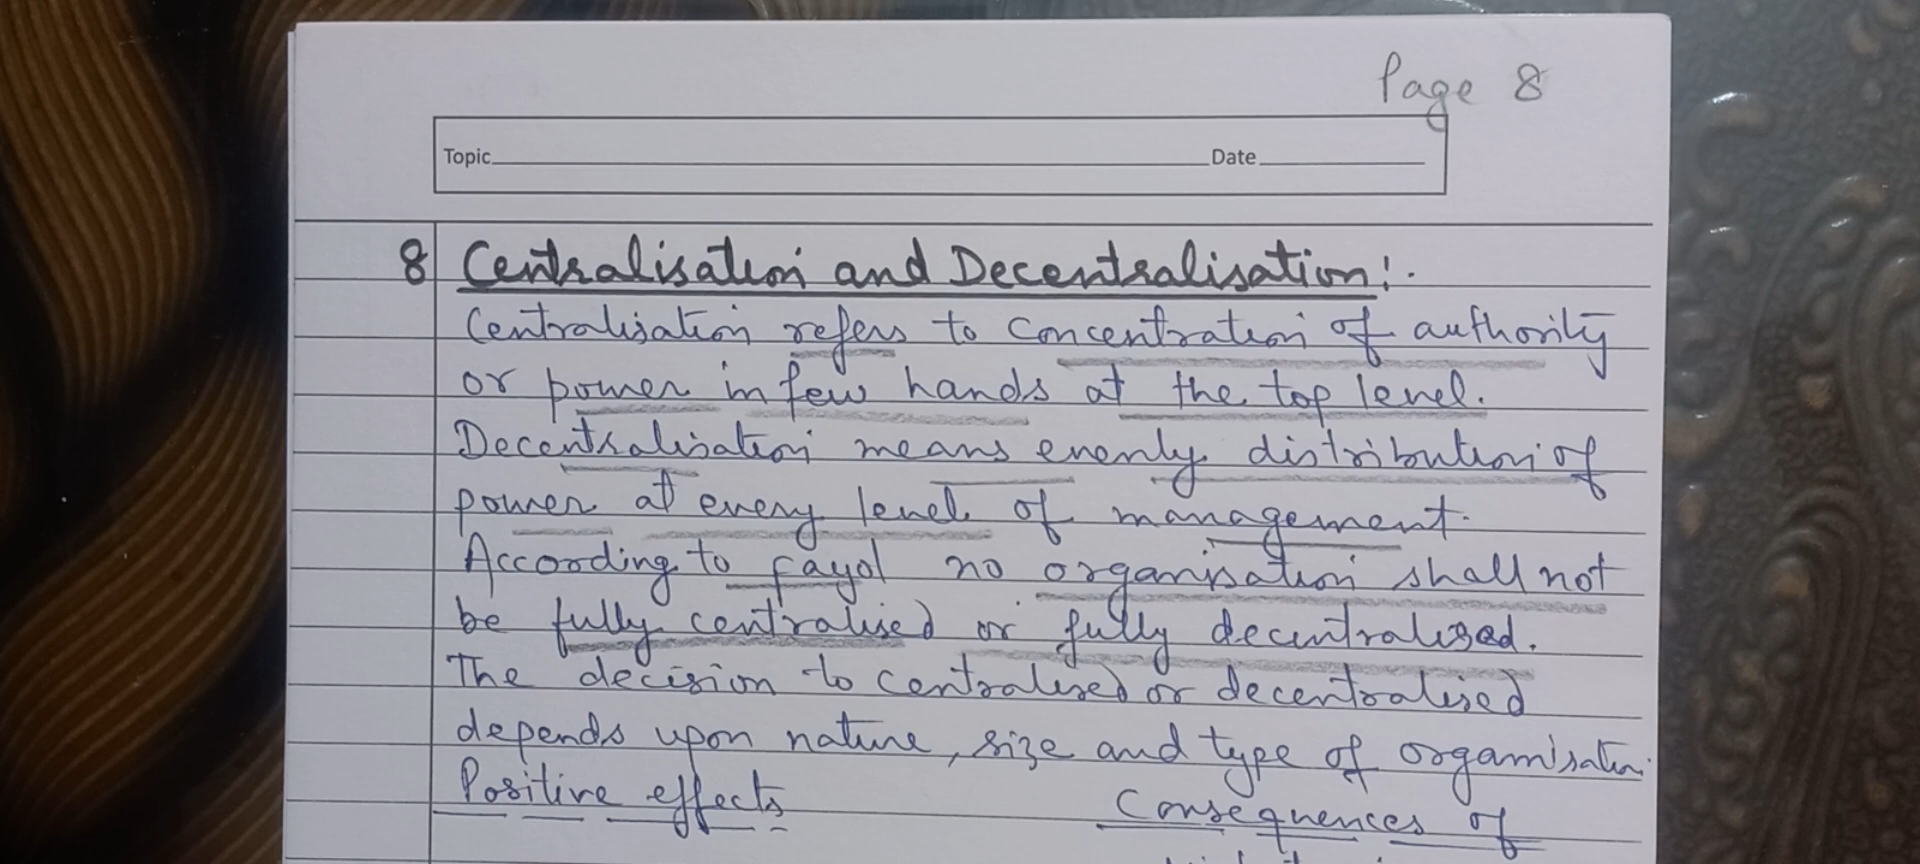 Page 8
Topic Date
8 Centralisation and Decentralisation:-
Centralisation refers to concentration of authority
or power in few hands at the top level.
Decentralisation means evenly distribution of
power at every level of management.
According to fayol no organisation shall not
be fully centralised or fully decentralised.
The decision to centralised or decentralised
depends upon nature, size and type of organisation.
Positive effects Consequences of